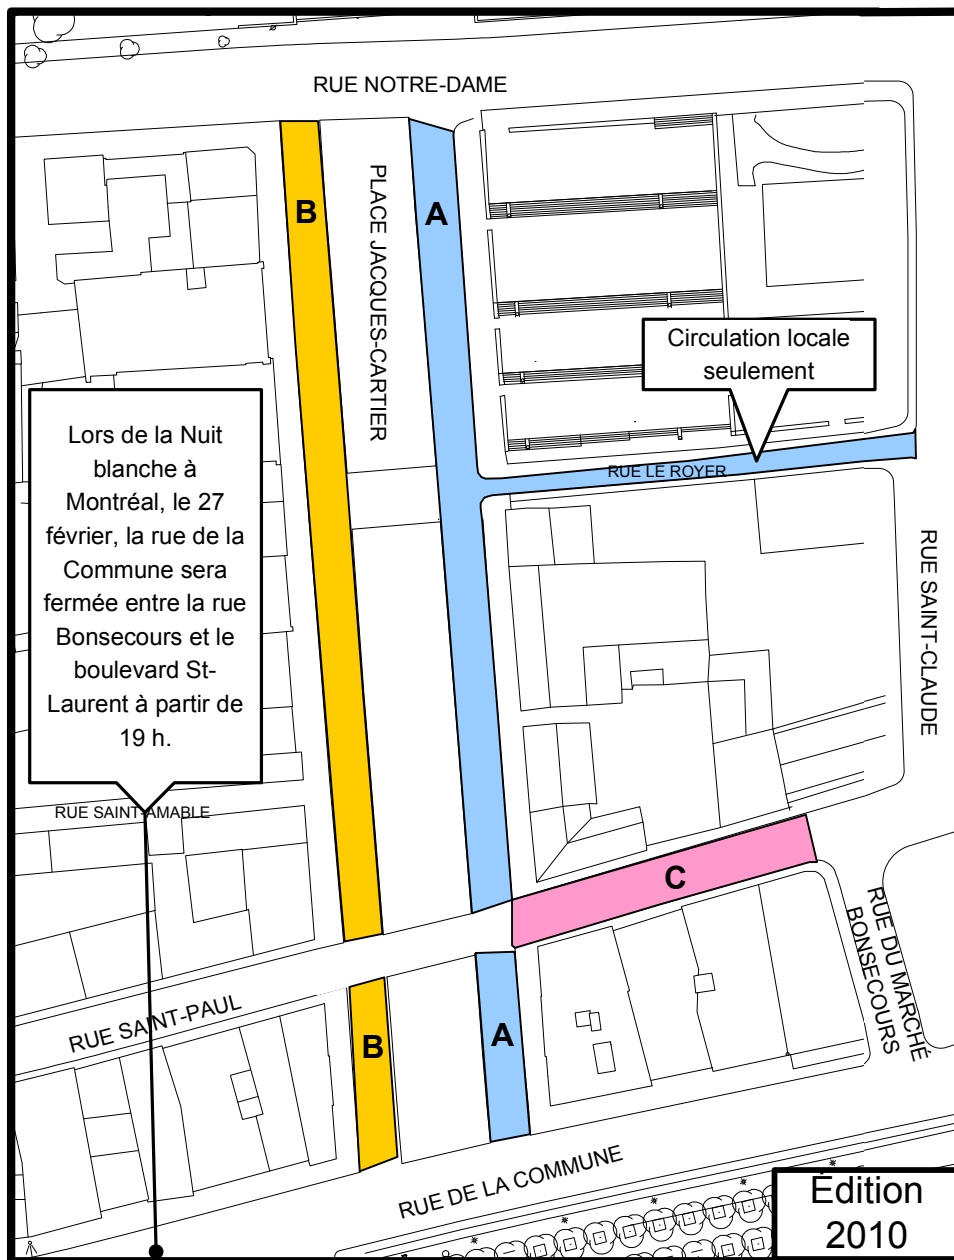 RUE NOTRE-DAME
PLACE JACQUES-CARTIER
B
A
Circulation locale
seulement
RUE LE ROYER
Lors de la Nuit
blanche à
Montréal, le 27
février, la rue de la
Commune sera
fermée entre la rue
Bonsecours et le
boulevard St-
Laurent à partir de
19 h.
RUE SAINT-CLAUDE
RUE SAINT-AMABLE
C
RUE DU MARCHÉ
BONSECOURS
RUE SAINT-PAUL
B
A
RUE DE LA COMMUNE
Édition
2010